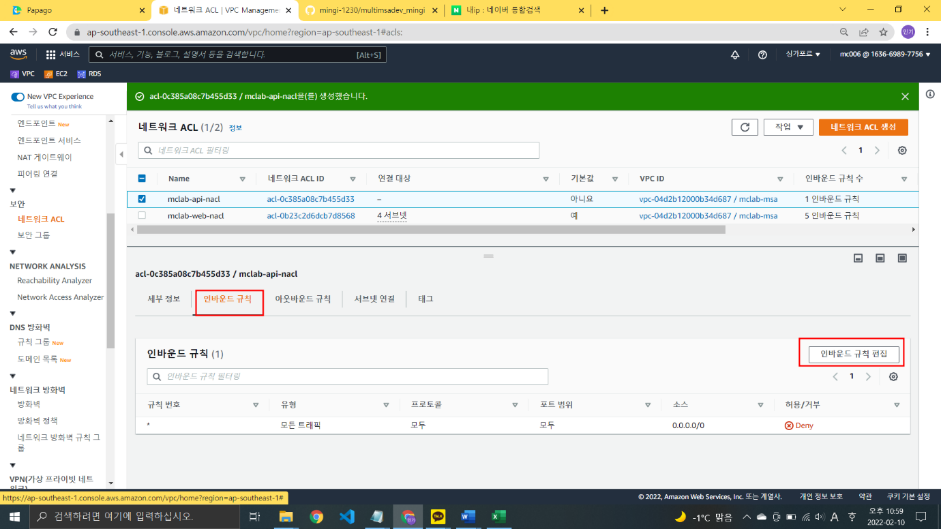 Papago
네트워크 ACL | VPC Manageme
mingi-1230/multimsadev_mingi
내ip : 네이버 통합검색
ap-southeast-1.console.aws.amazon.com/vpc/home?region=ap-southeast-1#acls:
aws
서비스
서비스, 기능, 블로그, 설명서 등을 검색합니다.
[Alt+S]
싱가포르
mc006 @ 1636-6989-7756
VPC
EC2
RDS
New VPC Experience
Tell us what you think
엔드포인트 New
엔드포인트 서비스
NAT 게이트웨이
피어링 연결
보안
네트워크 ACL
보안 그룹
NETWORK ANALYSIS
Reachability Analyzer
Network Access Analyzer
DNS 방화벽
규칙 그룹 New
도메인 목록 New
네트워크 방화벽
방화벽
방화벽 정책
네트워크 방화벽 규칙 그룹
VPN(가상 프라이빗 네트워크)
acl-0c385a08c7b455d33 / mclab-api-nacl을(를) 생성했습니다.
네트워크 ACL (1/2) 정보
작업
네트워크 ACL 생성
네트워크 ACL 필터링
1
Name
네트워크 ACL ID
연결 대상
기본값
VPC ID
인바운드 규칙 수
mclab-api-nacl
acl-0c385a08c7b455d33
–
아니요
vpc-04d2b12000b34d687 / mclab-msa
1 인바운드 규칙
mclab-web-nacl
acl-0b23c2d6dcb7d8568
4 서브넷
예
vpc-04d2b12000b34d687 / mclab-msa
5 인바운드 규칙
acl-0c385a08c7b455d33 / mclab-api-nacl
세부 정보
인바운드 규칙
아웃바운드 규칙
서브넷 연결
태그
인바운드 규칙 (1)
인바운드 규칙 편집
인바운드 규칙 필터링
1
규칙 번호
유형
프로토콜
포트 범위
소스
허용/거부
*
모든 트래픽
모두
모두
0.0.0.0/0
Deny
https://ap-southeast-1.console.aws.amazon.com/vpc/home?region=ap-southeast-1#
© 2022, Amazon Web Services, Inc. 또는 계열사.
개인 정보 보호
약관
쿠키 기본 설정
검색하려면 여기에 입력하십시오.
-1°C 맑음
A
오후 10:59
2022-02-10